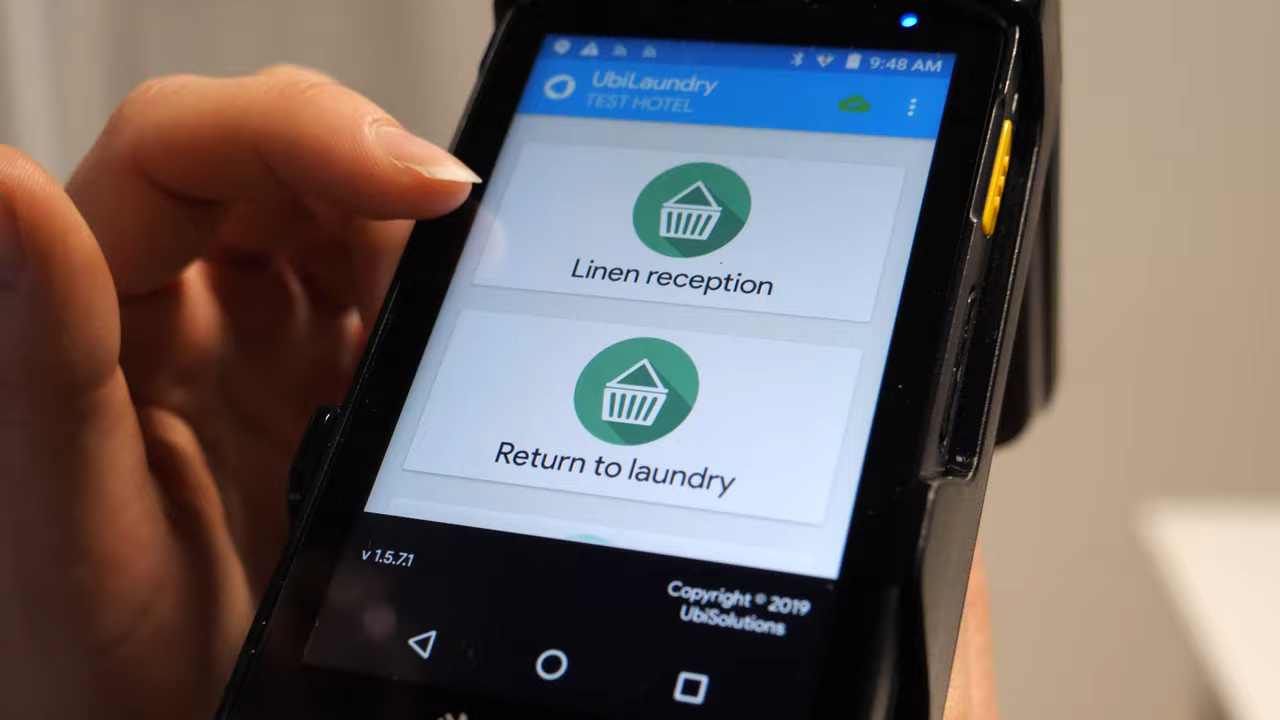 9:48 AM
UbiLaundry
TEST HOTEL
Linen reception
Return to laundry
v 1.5.7.1
Copyright © 2019
UbiSolutions